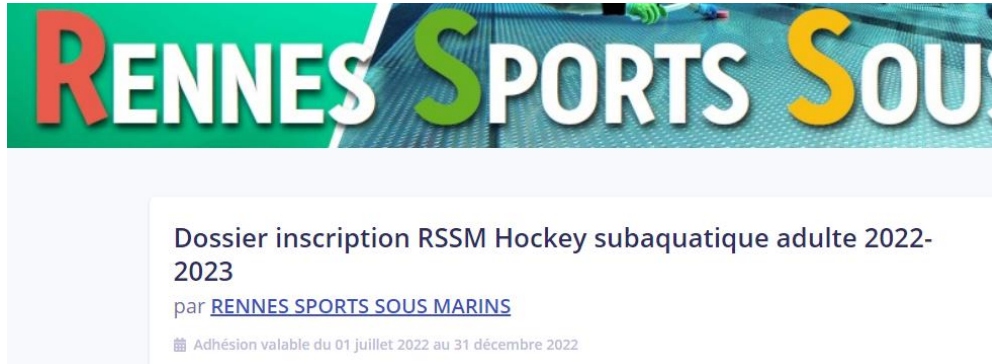 RENNES SPORTS SOUS
Dossier inscription RSSM Hockey subaquatique adulte 2022-
2023
par RENNES SPORTS SOUS MARINS
Adhésion valable du 01 juillet 2022 au 31 décembre 2022